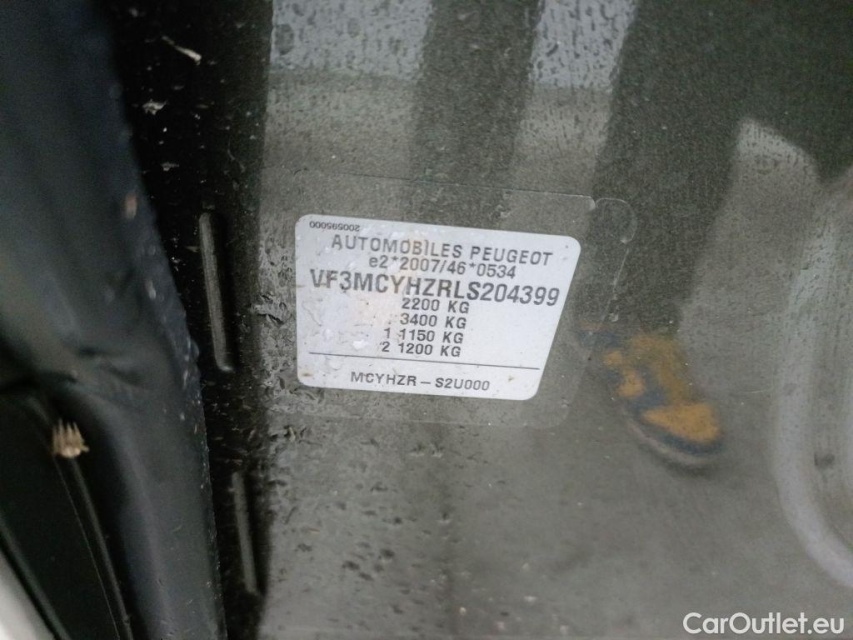 200595000
AUTOMOBILES PEUGEOT
e2*2007/46*0534
VF3MCYHZRLS204399
2200 KG
3400 KG
1 1150 KG
2 1200 KG
MCYHZR - S2U000
CarOutlet.eu